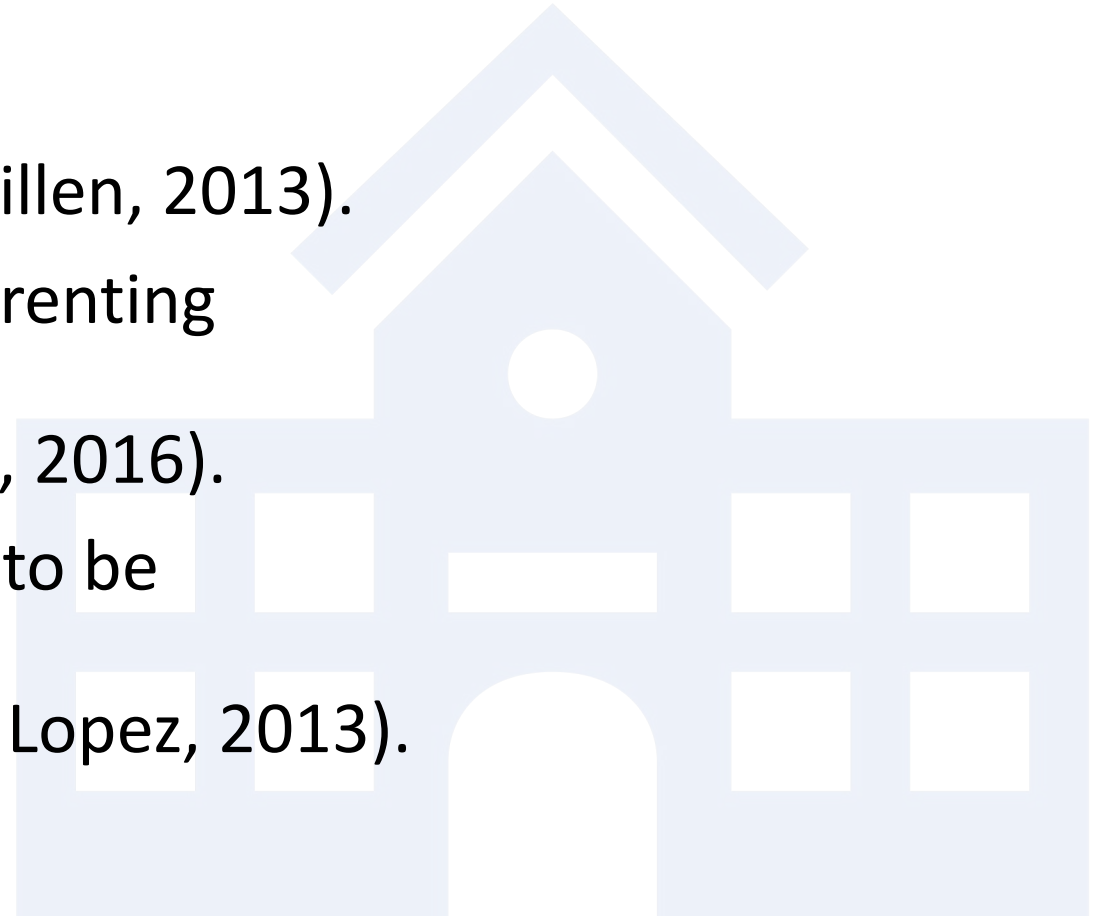 illen, 2013).
renting
, 2016).
to be
Lopez, 2013).